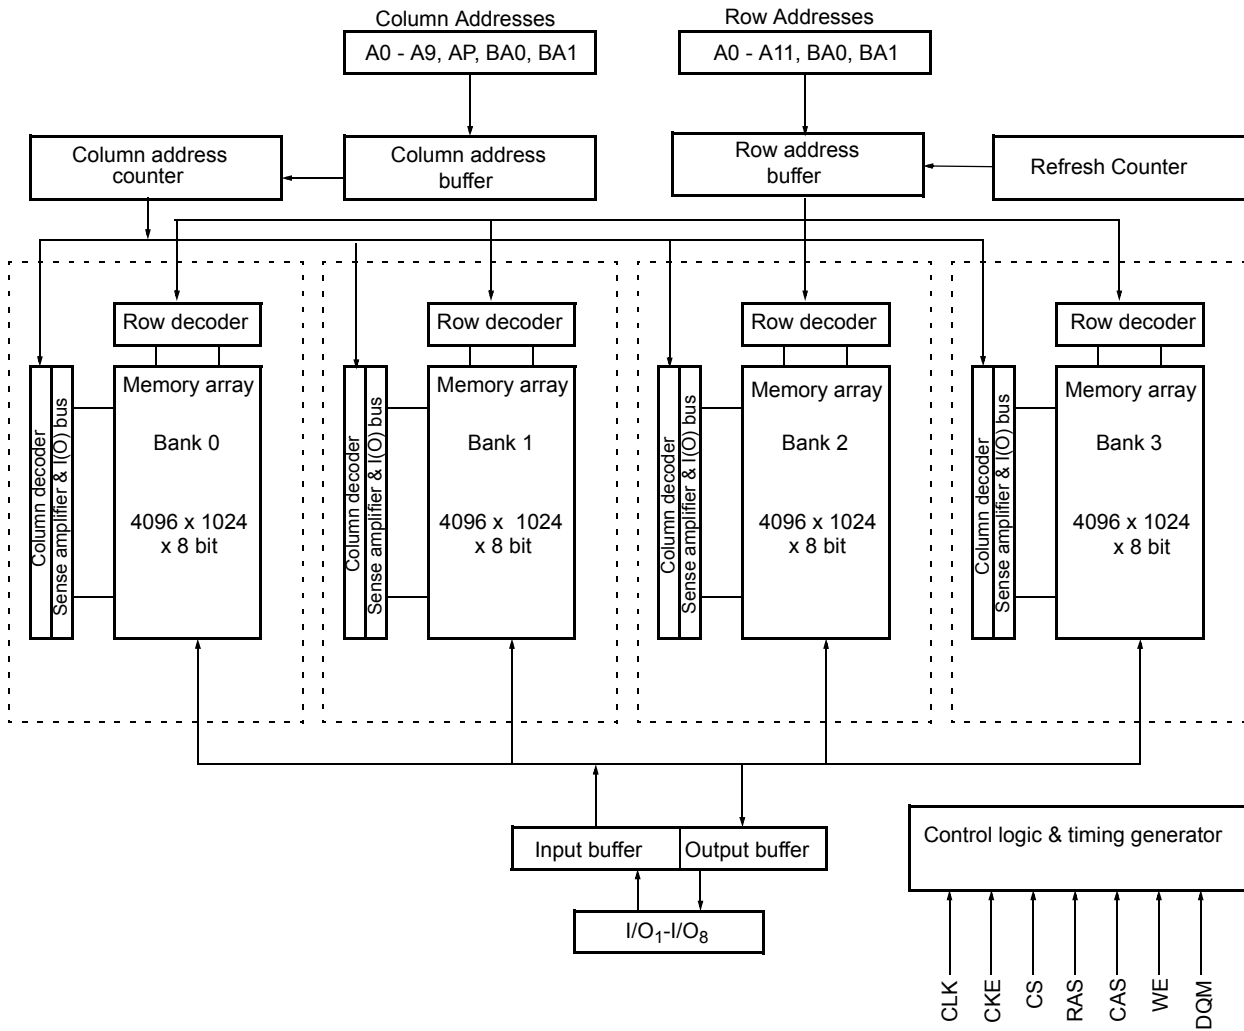 Column Addresses
Row Addresses
A0 - A9, AP, BA0, BA1
A0 - A11, BA0, BA1
Column address
counter
Column address
buffer
Row address
buffer
Refresh Counter
Row decoder
Row decoder
Row decoder
Row decoder
Column decoder
Sense amplifier & I(O) bus
Memory array
Bank 0
4096 x 1024
x 8 bit
Column decoder
Sense amplifier & I(O) bus
Memory array
Bank 1
4096 x 1024
x 8 bit
Column decoder
Sense amplifier & I(O) bus
Memory array
Bank 2
4096 x 1024
x 8 bit
Column decoder
Sense amplifier & I(O) bus
Memory array
Bank 3
4096 x 1024
x 8 bit
Input buffer
Output buffer
I/O1-I/O8
Control logic & timing generator
CLK
CKE
CS
RAS
CAS
WE
DQM